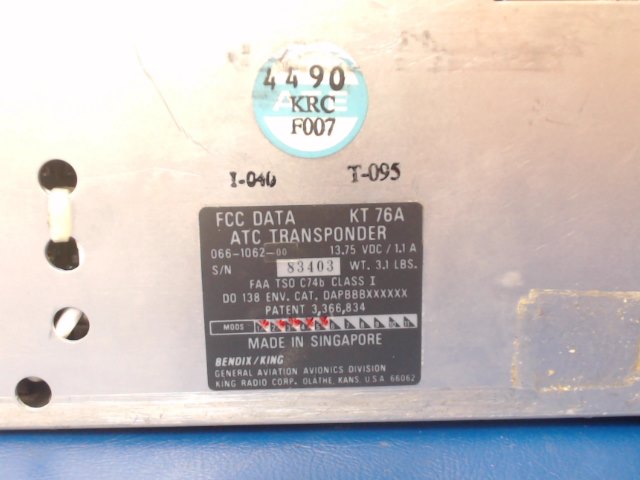 4490
KRC
F007
I-040 T-095
FCC DATA KT 76A
ATC TRANSPONDER
066-1062-00 13.75 VDC / 1.1 A
S/N 83403 WT. 3.1 LBS.
FAA TSO C74b CLASS I
DO 138 ENV. CAT. DAPBBBXXXXXX
PATENT 3,366,834
MODS
MADE IN SINGAPORE
BENDIX/KING
GENERAL AVIATION AVIONICS DIVISION
KING RADIO CORP. OLATHE, KANS. U.S.A 66062